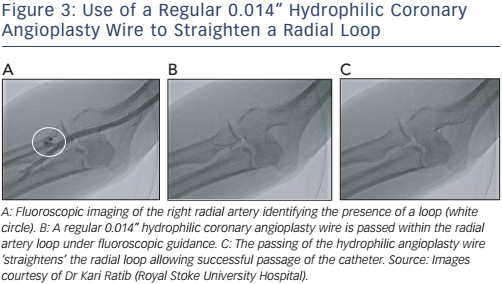 Figure 3: Use of a Regular 0.014″ Hydrophilic Coronary
Angioplasty Wire to Straighten a Radial Loop
A
B
C
A: Fluoroscopic imaging of the right radial artery identifying the presence of a loop (white
circle). B: A regular 0.014″ hydrophilic coronary angioplasty wire is passed within the radial
artery loop under fluoroscopic guidance. C: The passing of the hydrophilic angioplasty wire
‘straightens’ the radial loop allowing successful passage of the catheter. Source: Images
courtesy of Dr Kari Ratib (Royal Stoke University Hospital).